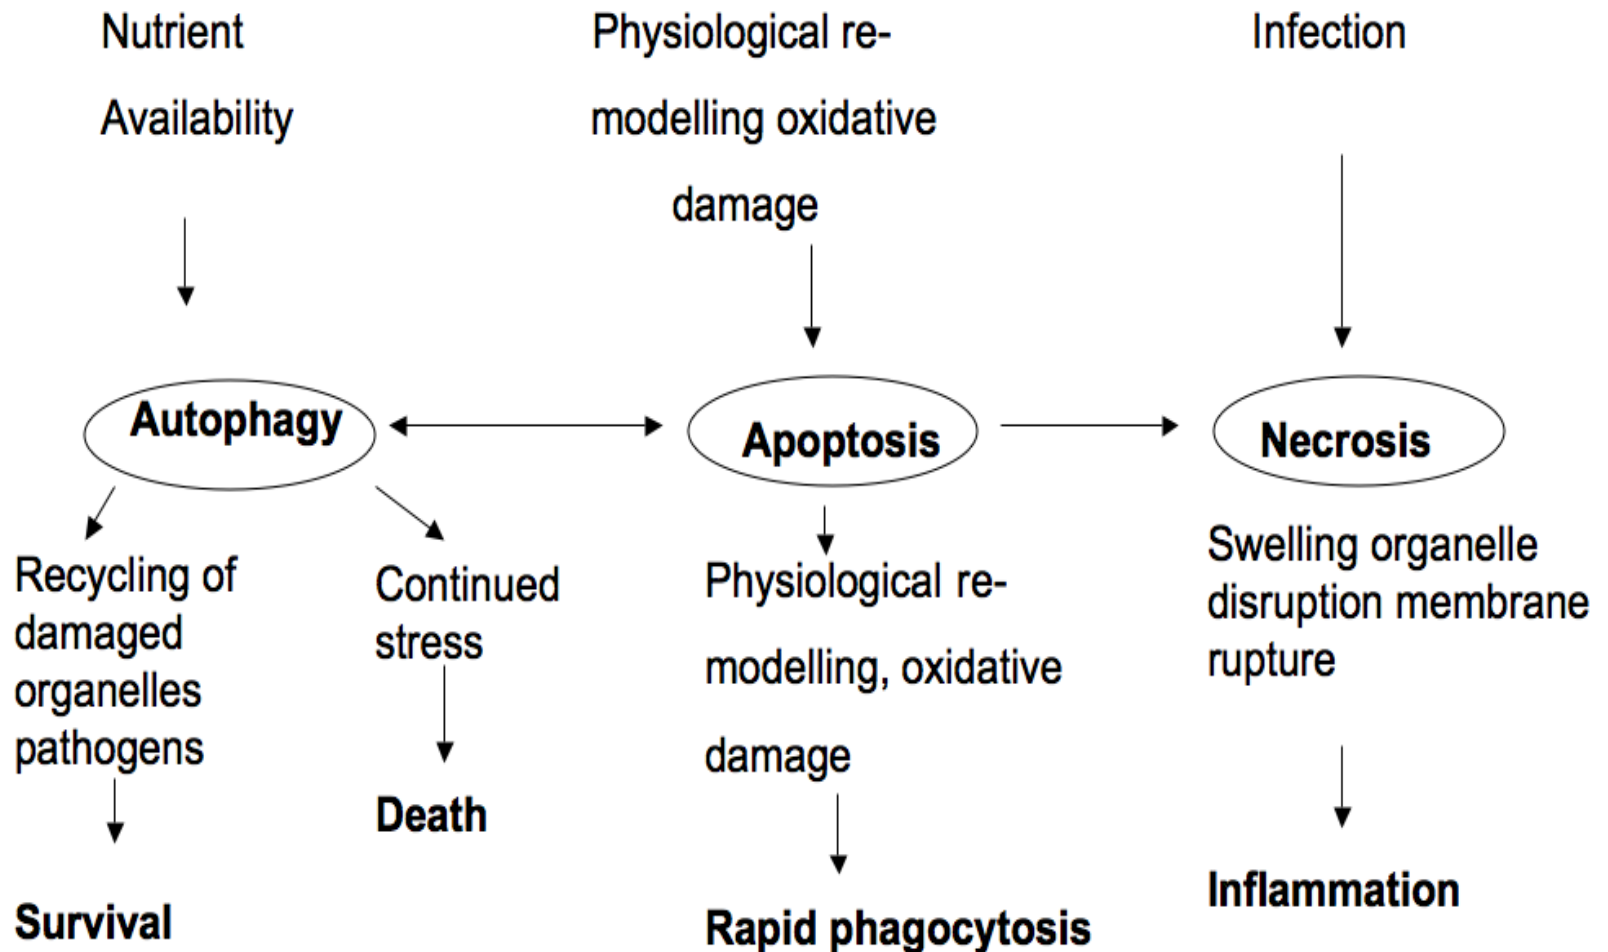 Nutrient
Availability
Physiological re-
modelling oxidative
damage
Infection
Autophagy
Apoptosis
Necrosis
Recycling of
damaged
organelles
pathogens
Survival
Continued
stress
Death
Physiological re-
modelling, oxidative
damage
Rapid phagocytosis
Swelling organelle
disruption membrane
rupture
Inflammation